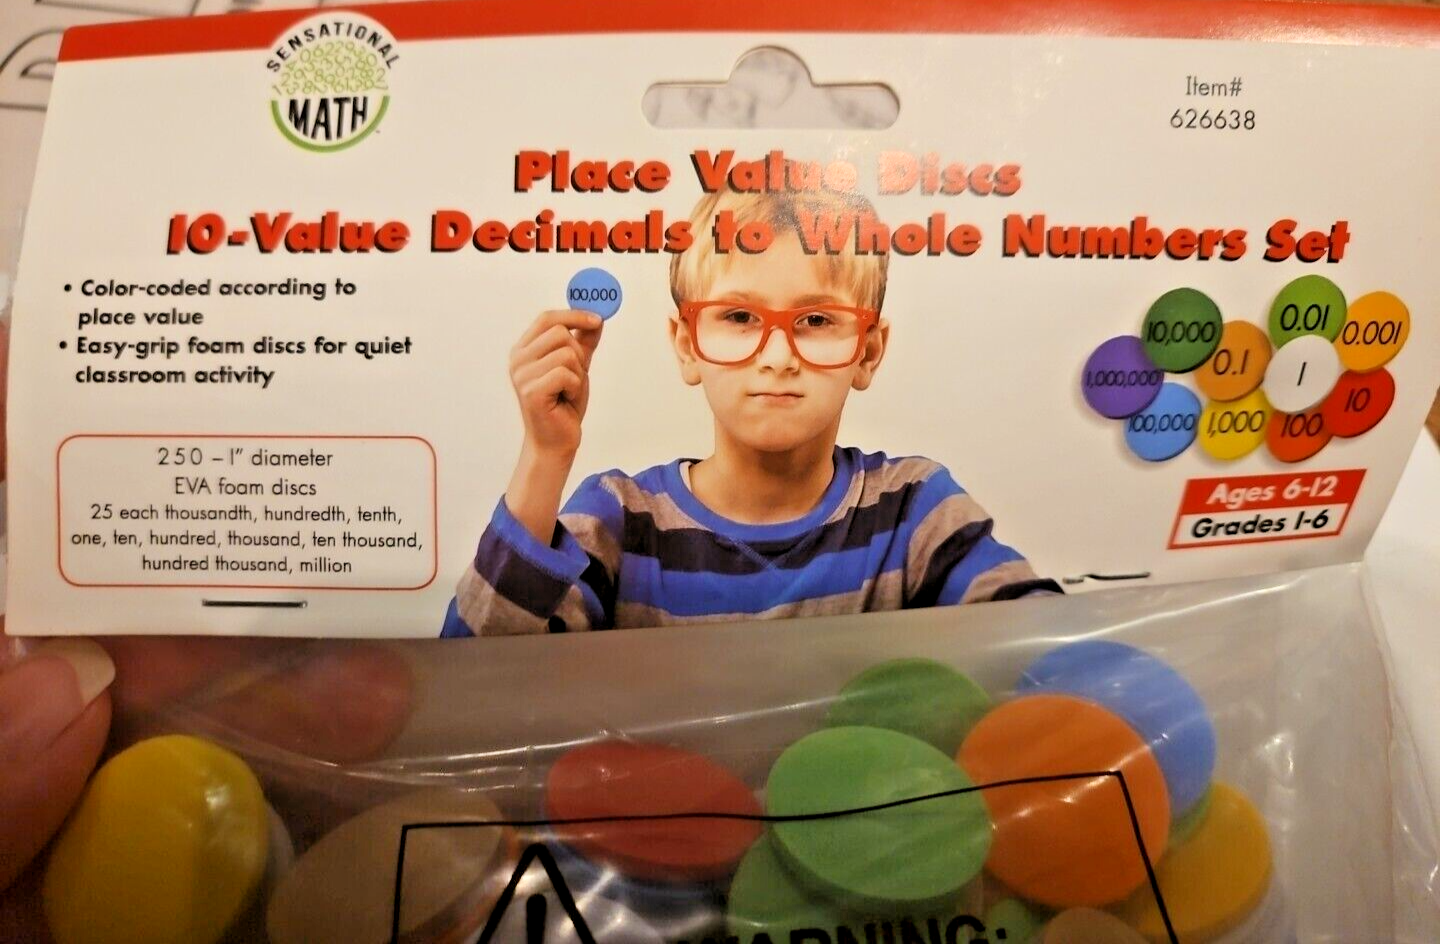 SENSATIONAL
MATH
Item#
626638
Place Value Discs
10-Value Decimals to Whole Numbers Set
• Color-coded according to
place value
• Easy-grip foam discs for quiet
classroom activity
250 – 1" diameter
EVA foam discs
25 each thousandth, hundredth, tenth,
one, ten, hundred, thousand, ten thousand,
hundred thousand, million
100,000
10,000
0.01
0.001
1,000,000
0.1
1
100,000
1,000
100
10
Ages 6-12
Grades 1-6
WARNING: